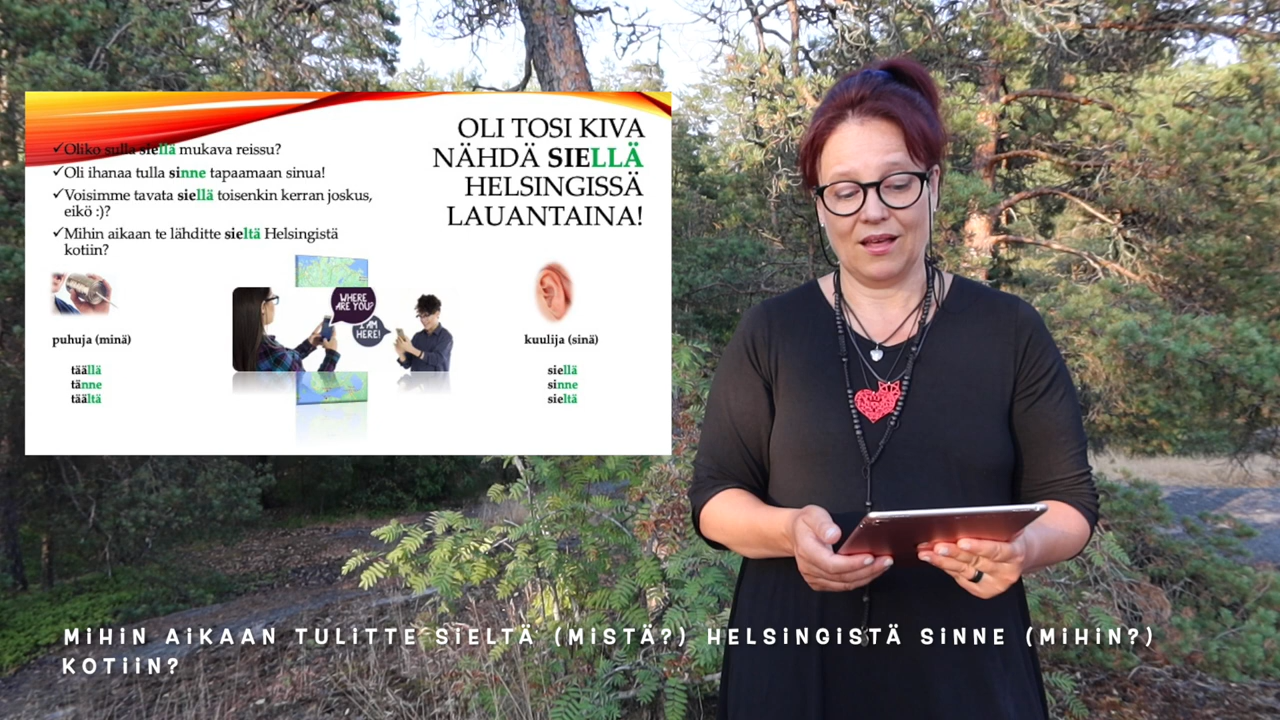 OLI TOSI KIVA
NÄHDÄ SIELLÄ
HELSINGISSÄ
LAUANTAINA!
✓Oliko sulla siellä mukava reissu?
✓Oli ihanaa tulla sinne tapaamaan sinua!
✓Voisimme tavata siellä toisenkin kerran joskus,
eikö :)?
✓Mihin aikaan te lähditte sieltä Helsingistä
kotiin?
WHERE
ARE YOU?
I AM
HERE!
puhuja (minä)
täällä
tänne
täältä
kuulija (sinä)
siellä
sinne
sieltä
MiHiN AiKAAN TULiTTE SiELTÄ (MiSTÄ?) HELSiNGiSTÄ SiNNE (MiHiN?)
KOTiiN?